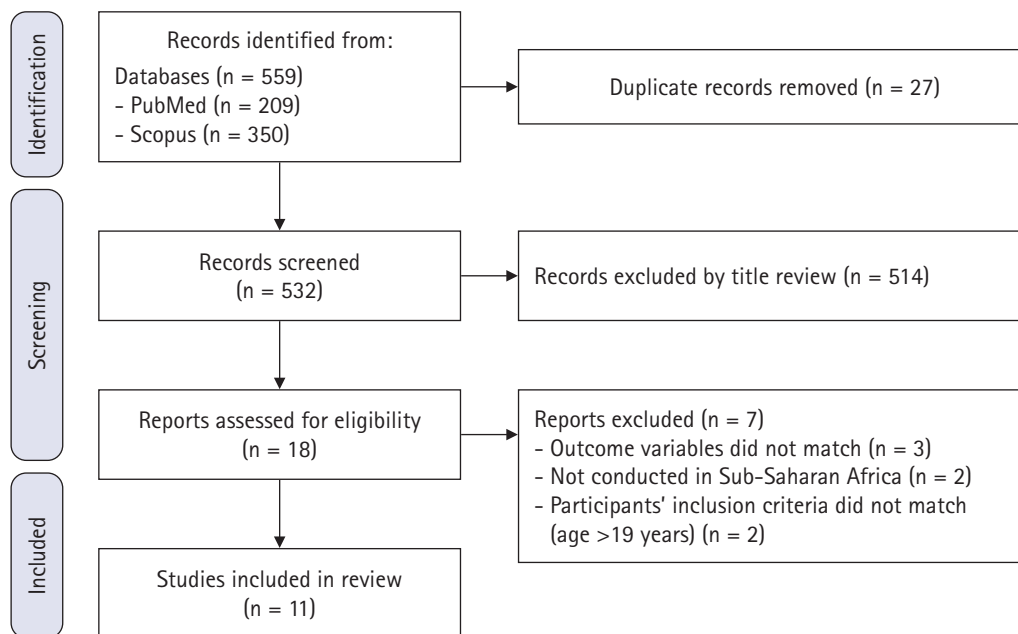 Identification
Records identified from:
Databases (n = 559)
- PubMed (n = 209)
- Scopus (n = 350)
Duplicate records removed (n = 27)
Screening
Records screened
(n = 532)
Records excluded by title review (n = 514)
Reports assessed for eligibility
(n = 18)
Reports excluded (n = 7)
- Outcome variables did not match (n = 3)
- Not conducted in Sub-Saharan Africa (n = 2)
- Participants’ inclusion criteria did not match
(age >19 years) (n = 2)
Included
Studies included in review
(n = 11)